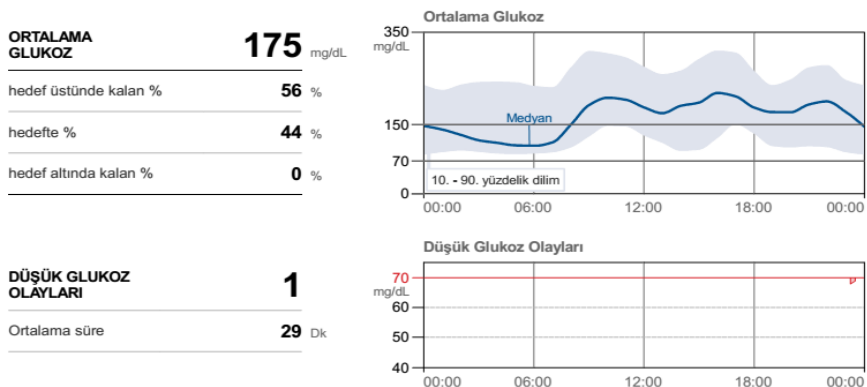 ORTALAMA
GLUKOZ
175 mg/dL
hedef üstünde kalan % 56 %
hedefte % 44 %
hedef altında kalan % 0 %
Ortalama Glukoz
350
mg/dL
150
70
0
Medyan
10. - 90. yüzdelik dilim
00:00 06:00 12:00 18:00 00:00
DÜŞÜK GLUKOZ
OLAYLARI
1
Ortalama süre 29 Dk
Düşük Glukoz Olayları
70
mg/dL
60
50
40
00:00 06:00 12:00 18:00 00:00